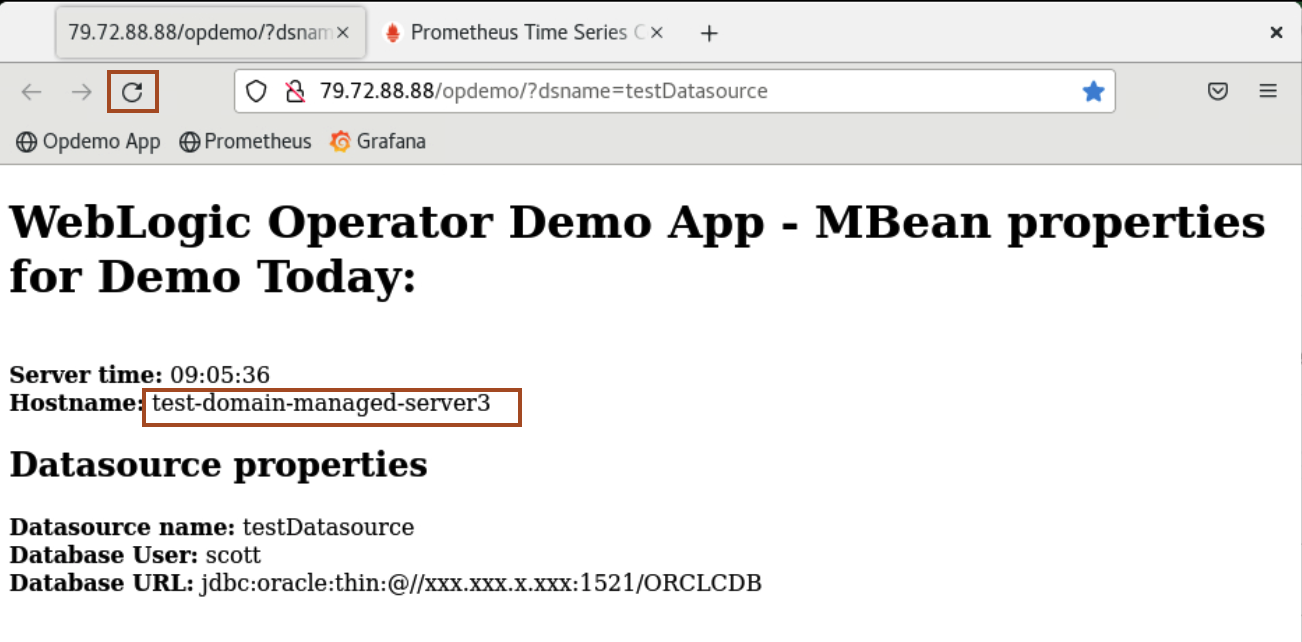 79.72.88.88/opdemo/?dsnam
Prometheus Time Series C
79.72.88.88/opdemo/?dsname=testDatasource
Opdemo App Prometheus Grafana
WebLogic Operator Demo App - MBean properties
for Demo Today:
Server time: 09:05:36
Hostname: test-domain-managed-server3
Datasource properties
Datasource name: testDatasource
Database User: scott
Database URL: jdbc:oracle:thin:@//xxx.xxx.x.xxx:1521/ORCLCDB